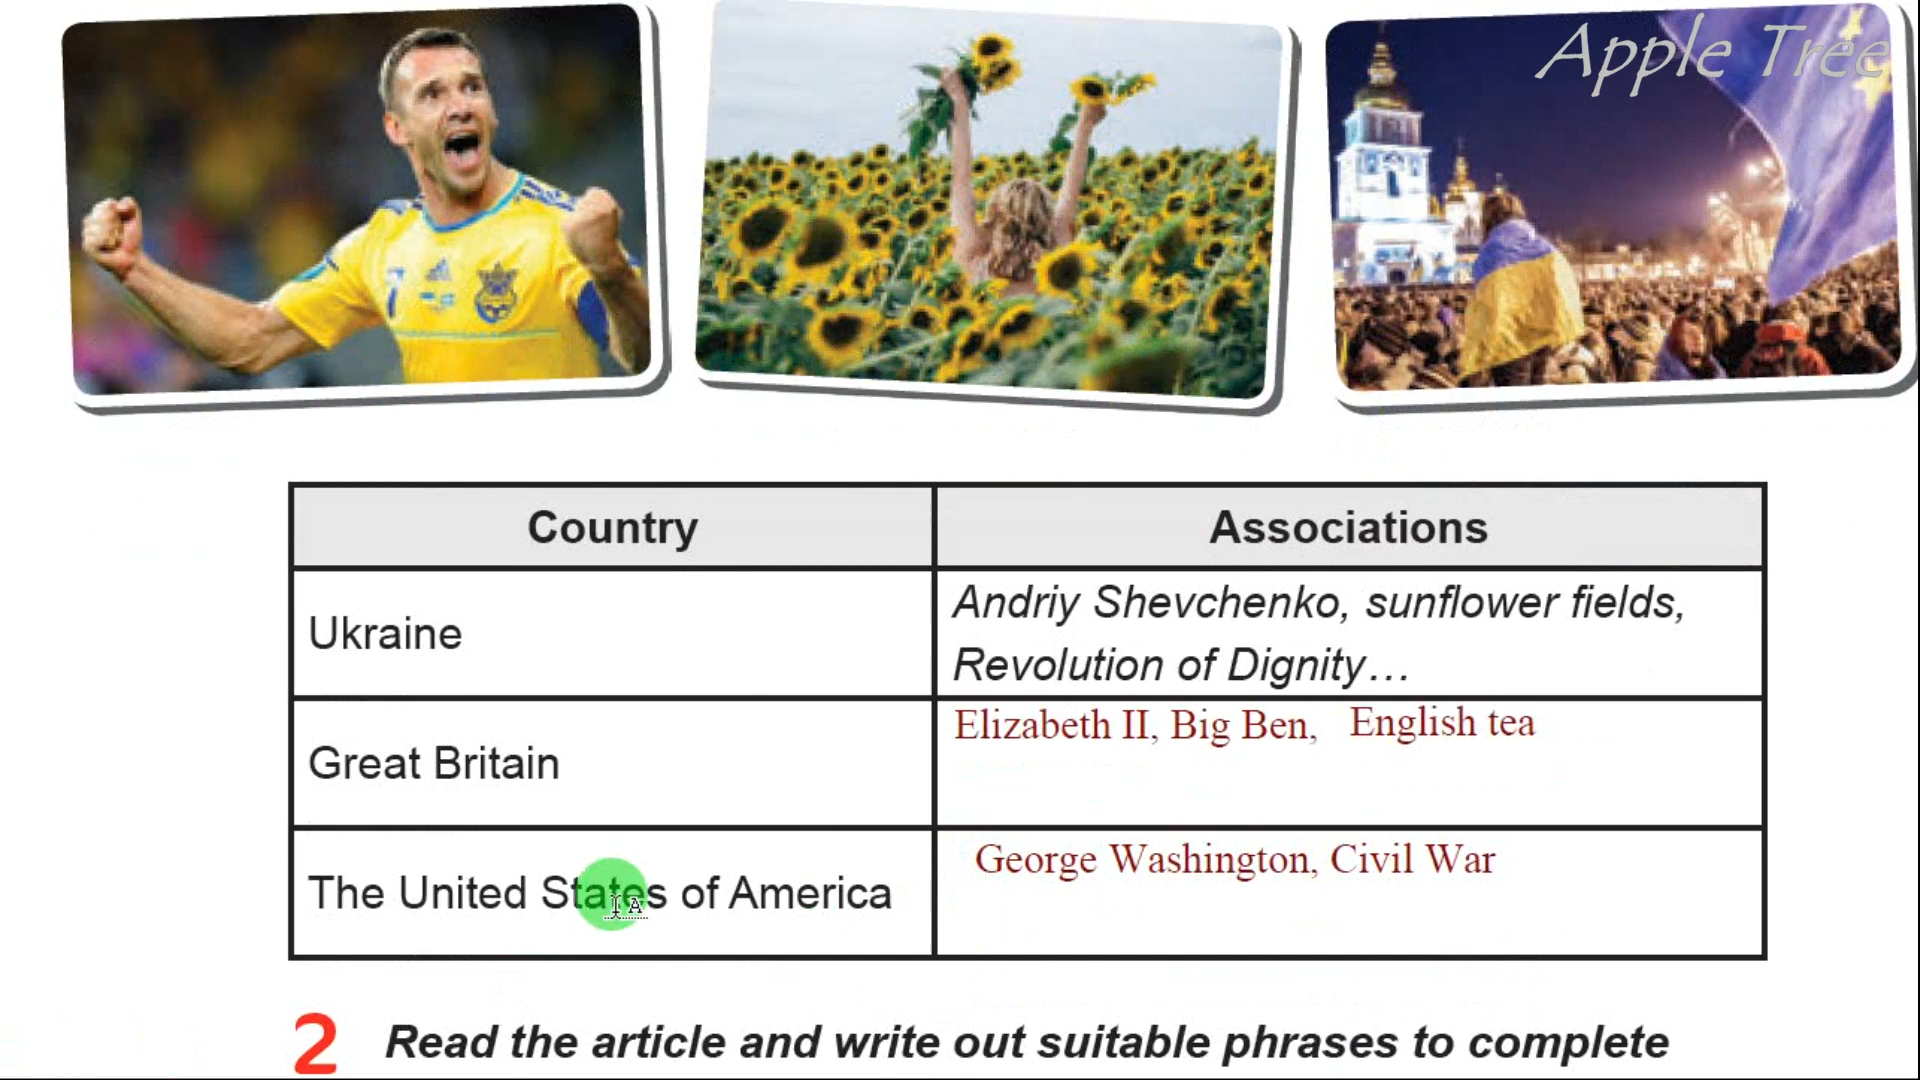 Apple Tree
7
Country
Associations
Ukraine
Andriy Shevchenko, sunflower fields,
Revolution of Dignity…
Great Britain
Elizabeth II, Big Ben, English tea
The United States of America
George Washington, Civil War
2 Read the article and write out suitable phrases to complete